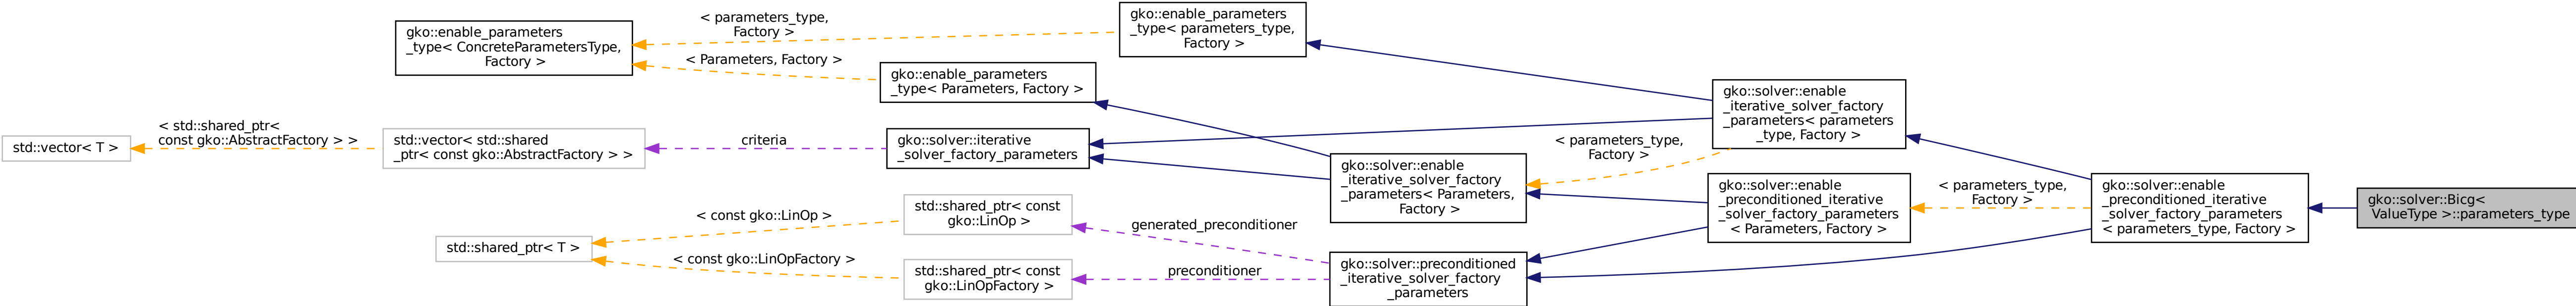 < parameters_type,
Factory >
gko::enable_parameters
_type< parameters_type,
Factory >
gko::enable_parameters
_type< ConcreteParametersType,
Factory >
< Parameters, Factory >
gko::enable_parameters
_type< Parameters, Factory >
gko::solver::enable
_iterative_solver_factory
_parameters< parameters
_type, Factory >
std::vector< T >
< std::shared_ptr<
const gko::AbstractFactory > >
std::vector< std::shared
_ptr< const gko::AbstractFactory > >
criteria
gko::solver::iterative
_solver_factory_parameters
< parameters_type,
Factory >
gko::solver::enable
_iterative_solver_factory
_parameters< Parameters,
Factory >
gko::solver::enable
_preconditioned_iterative
_solver_factory_parameters
< Parameters, Factory >
< parameters_type,
Factory >
gko::solver::enable
_preconditioned_iterative
_solver_factory_parameters
< parameters_type, Factory >
gko::solver::Bicg<
ValueType >::parameters_type
std::shared_ptr< T >
< const gko::LinOp >
std::shared_ptr< const
gko::LinOp >
generated_preconditioner
< const gko::LinOpFactory >
std::shared_ptr< const
gko::LinOpFactory >
preconditioner
gko::solver::preconditioned
_iterative_solver_factory
_parameters